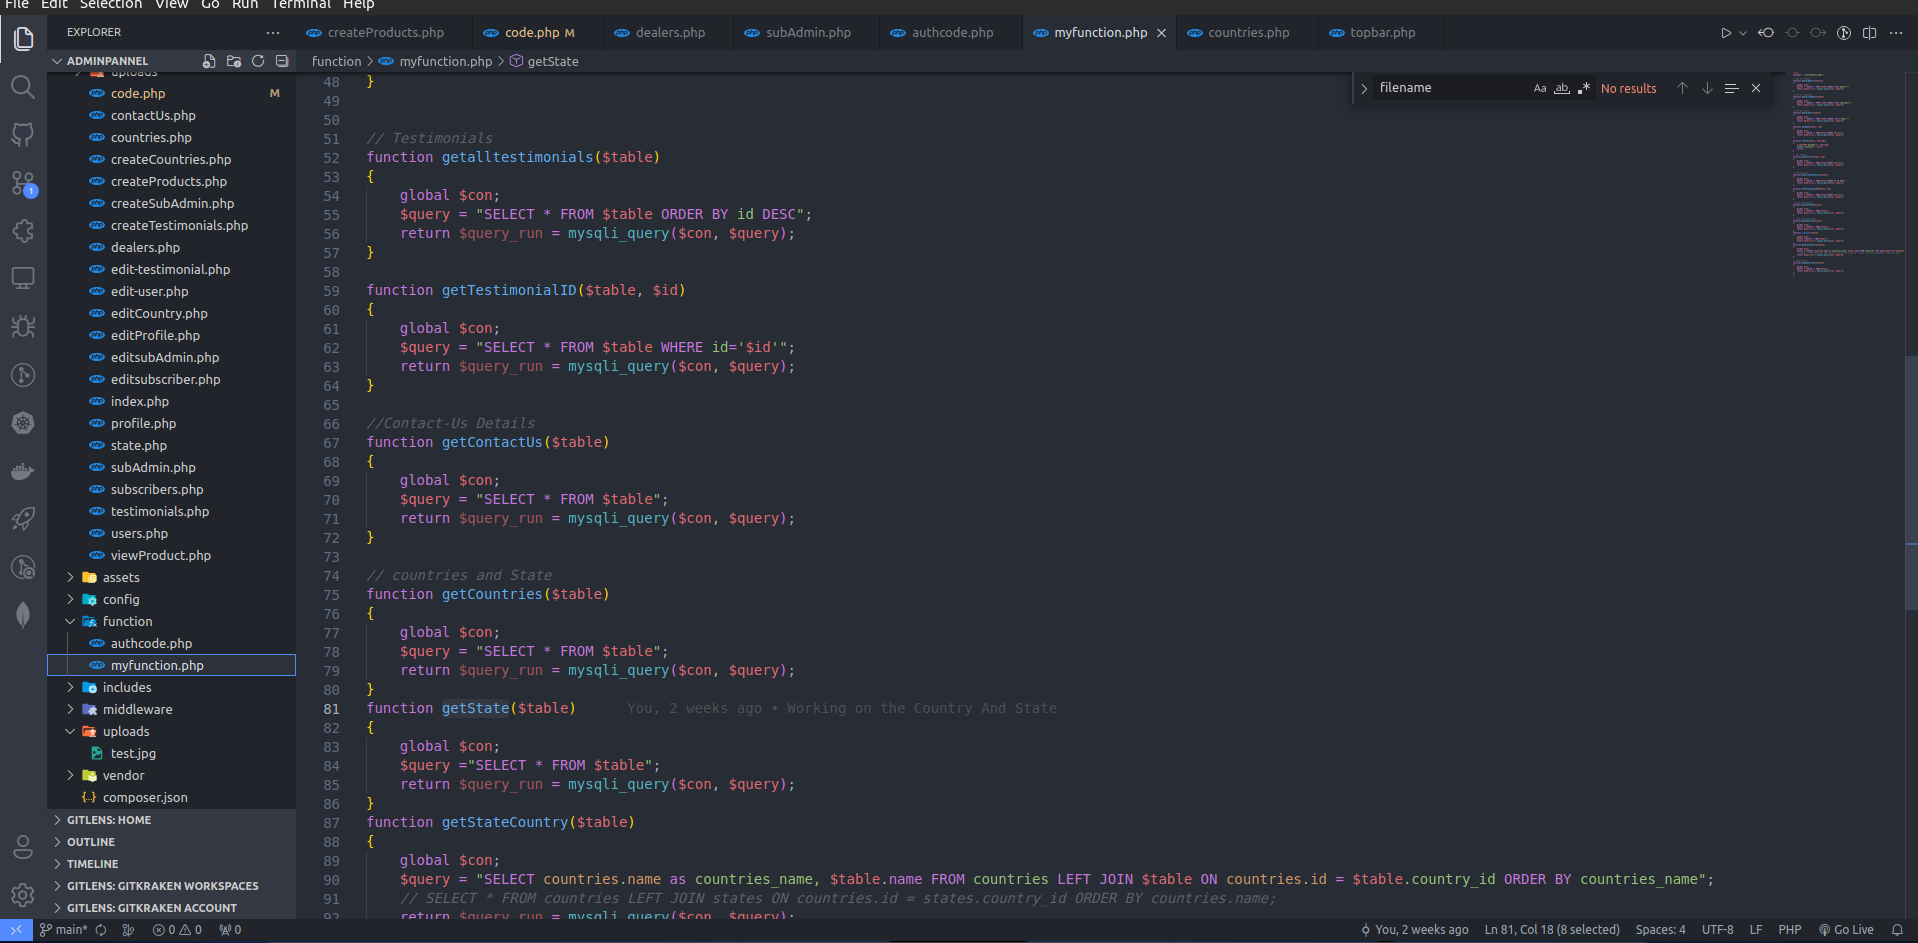 File Edit Selection View Go Run Terminal Help
EXPLORER
createProducts.php
code.php M
dealers.php
subAdmin.php
authcode.php
myfunction.php
countries.php
topbar.php
ADMINPANNEL
function > myfunction.php > getState
filename
Aa ab .*
No results
uploads
code.php M
contactUs.php
countries.php
createCountries.php
createProducts.php
createSubAdmin.php
createTestimonials.php
dealers.php
edit-testimonial.php
edit-user.php
editCountry.php
editProfile.php
editsubAdmin.php
editsubscriber.php
index.php
profile.php
state.php
subAdmin.php
subscribers.php
testimonials.php
users.php
viewProduct.php
assets
config
function
authcode.php
myfunction.php
includes
middleware
uploads
test.jpg
vendor
composer.json
GITLENS: HOME
OUTLINE
TIMELINE
GITLENS: GITKRAKEN WORKSPACES
GITLENS: GITKRAKEN ACCOUNT
1
48 }
49
50
51 // Testimonials
52 function getalltestimonials($table)
53 {
54 global $con;
55 $query = "SELECT * FROM $table ORDER BY id DESC";
56 return $query_run = mysqli_query($con, $query);
57 }
58
59 function getTestimonialID($table, $id)
60 {
61 global $con;
62 $query = "SELECT * FROM $table WHERE id='$id'";
63 return $query_run = mysqli_query($con, $query);
64 }
65
66 //Contact-Us Details
67 function getContactUs($table)
68 {
69 global $con;
70 $query = "SELECT * FROM $table";
71 return $query_run = mysqli_query($con, $query);
72 }
73
74 // countries and State
75 function getCountries($table)
76 {
77 global $con;
78 $query = "SELECT * FROM $table";
79 return $query_run = mysqli_query($con, $query);
80 }
81 function getState($table) You, 2 weeks ago • Working on the Country And State
82 {
83 global $con;
84 $query ="SELECT * FROM $table";
85 return $query_run = mysqli_query($con, $query);
86 }
87 function getStateCountry($table)
88 {
89 global $con;
90 $query = "SELECT countries.name as countries_name, $table.name FROM countries LEFT JOIN $table ON countries.id = $table.country_id ORDER BY countries_name";
91 // SELECT * FROM countries LEFT JOIN states ON countries.id = states.country_id ORDER BY countries.name;
92 return $query_run = mysqli_query($con, $query);
main* 0 0 0 You, 2 weeks ago Ln 81, Col 18 (8 selected) Spaces: 4 UTF-8 LF PHP Go Live